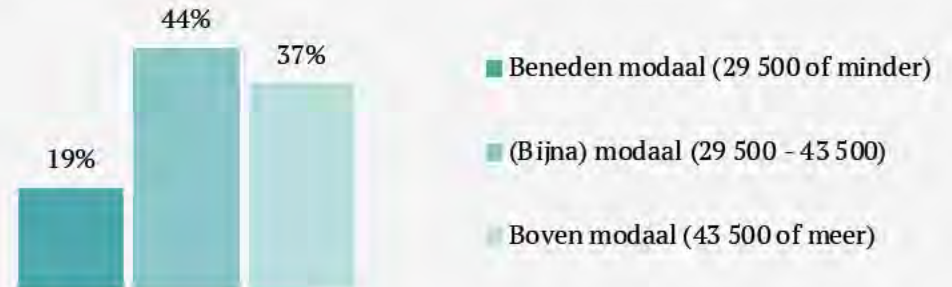 44%
37%
19%
Beneden modaal (29 500 of minder)
(Bijna) modaal (29 500 - 43 500)
Boven modaal (43 500 of meer)